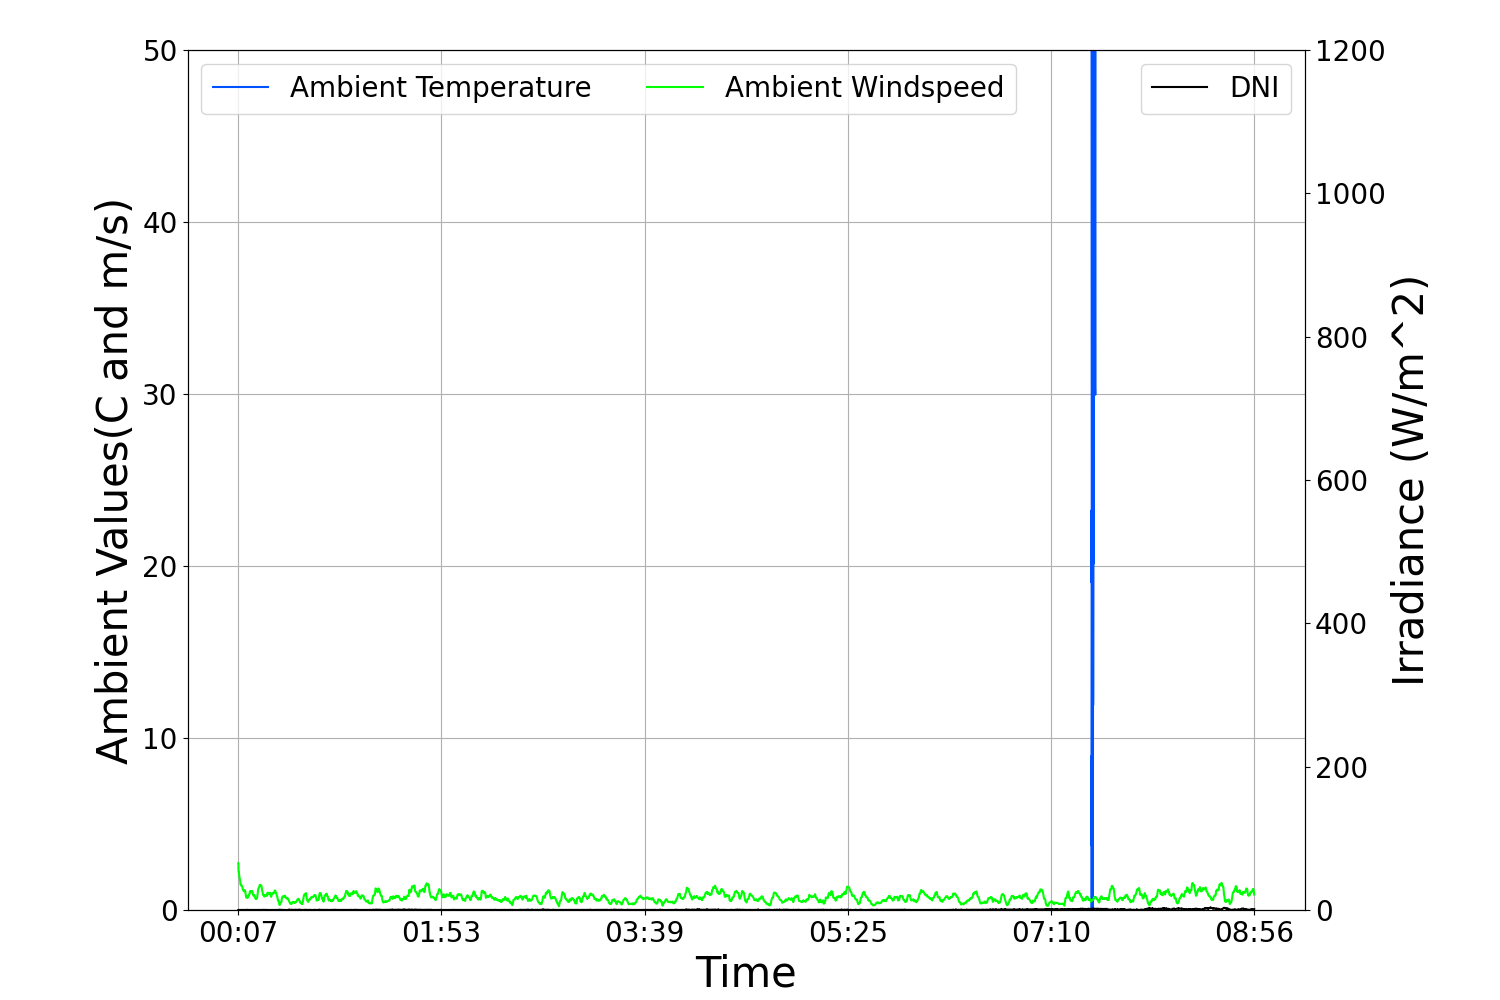 Ambient Temperature Ambient Windspeed DNI
Ambient Values(C and m/s)
50
40
30
20
10
0
1200
1000
800
600
400
200
0
Irradiance (W/m^2)
00:07 01:53 03:39 05:25 07:10 08:56
Time